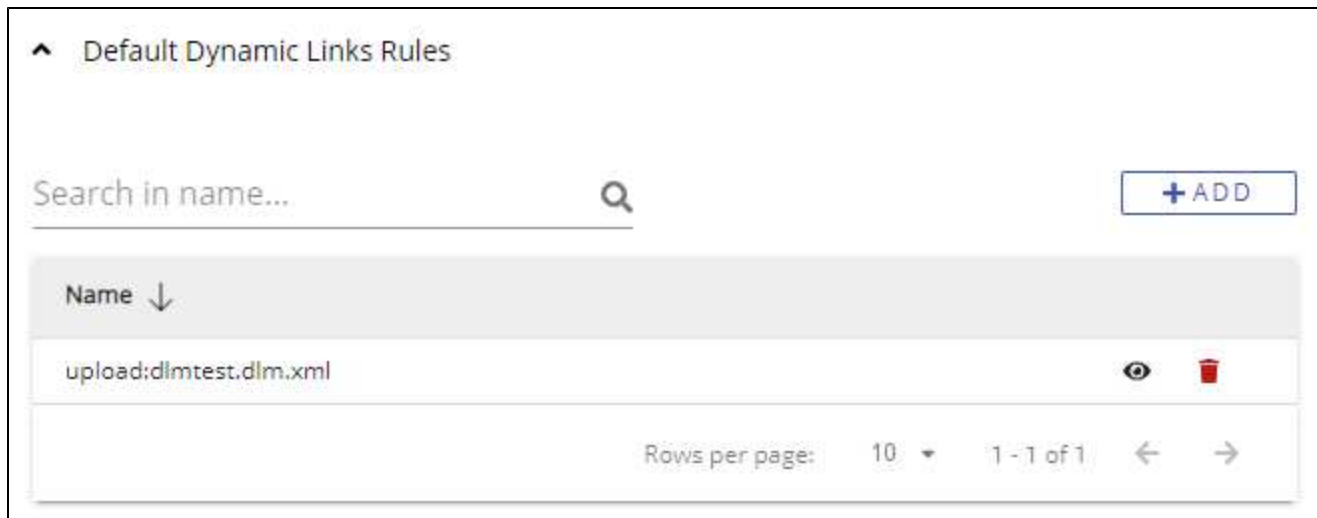 Default Dynamic Links Rules
Search in name...
ADD
Name
upload:dlmtest.dlm.xml
Rows per page: 10 1 - 1 of 1